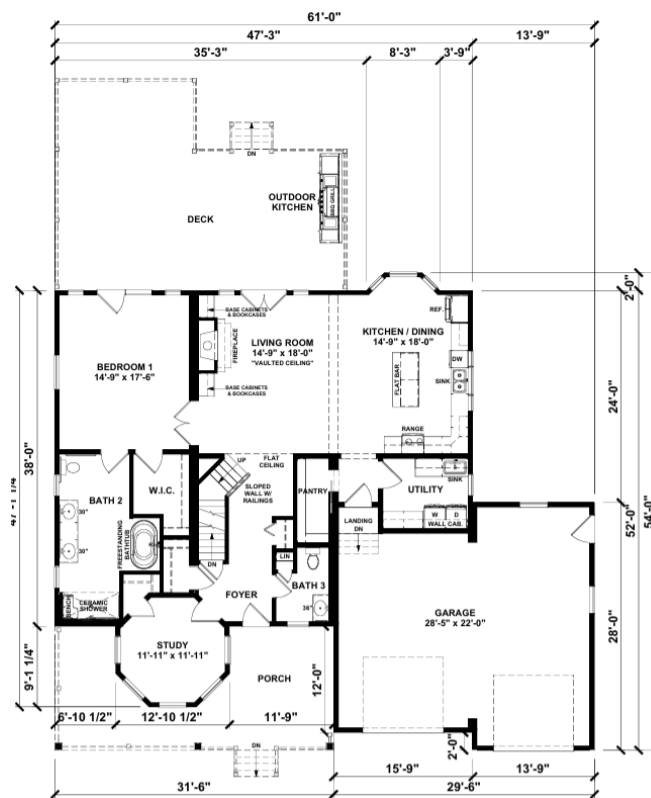 61'-0"
47'-3"
13'-9"
35'-3"
8'-3"
3'-9"
DN
OUTDOOR
KITCHEN
BBQ GRILL
DECK
2'-0"
BASE CABINETS
& BOOKCASES
REF.
KITCHEN / DINING
14'-9" x 18'-0"
LIVING ROOM
14'-9" x 18'-0"
"VAULTED CEILING"
FIREPLACE
BEDROOM 1
14'-9" x 17'-6"
DW
SINK
FLAT BAR
BASE CABINETS
& BOOKCASES
24'-0"
RANGE
38'-0"
UP
FLAT
CEILING
SLOPED
WALL W/
RAILINGS
PANTRY
S
SINK
UTILITY
W.I.C.
BATH 2
W
D
WALL CAB.
47'-1 1/4"
30"
30"
FREESTANDING
BATHTUB
LANDING
DN
52'-0"
54'-0"
LIN
DN
BATH 3
36"
FOYER
CERAMIC
SHOWER
BENCH
GARAGE
28'-5" x 22'-0"
28'-0"
STUDY
11'-11" x 11'-11"
PORCH
12'-0"
9'-1 1/4"
6'-10 1/2"
12'-10 1/2"
11'-9"
DN
2'-0"
15'-9"
13'-9"
31'-6"
29'-6"